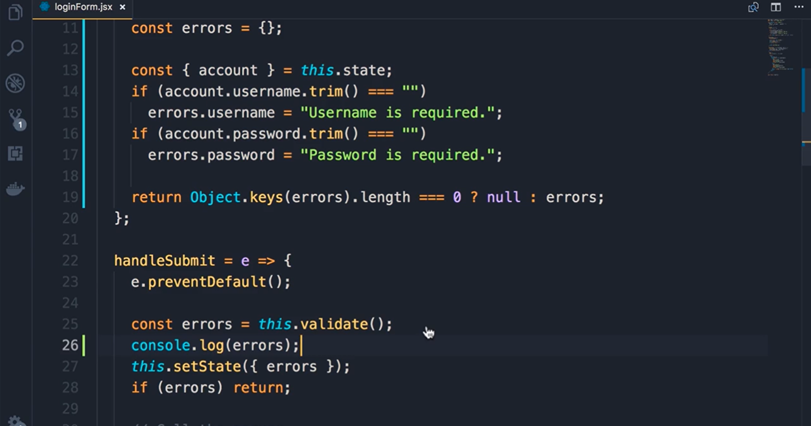 loginForm.jsx ×
11 const errors = {};
12
13 const { account } = this.state;
14 if (account.username.trim() === "")
15 errors.username = "Username is required.";
16 if (account.password.trim() === "")
17 errors.password = "Password is required.";
18
19 return Object.keys(errors).length === 0 ? null : errors;
20 };
21
22 handleSubmit = e => {
23 e.preventDefault();
24
25 const errors = this.validate();
26 console.log(errors);
27 this.setState({ errors });
28 if (errors) return;
29
1